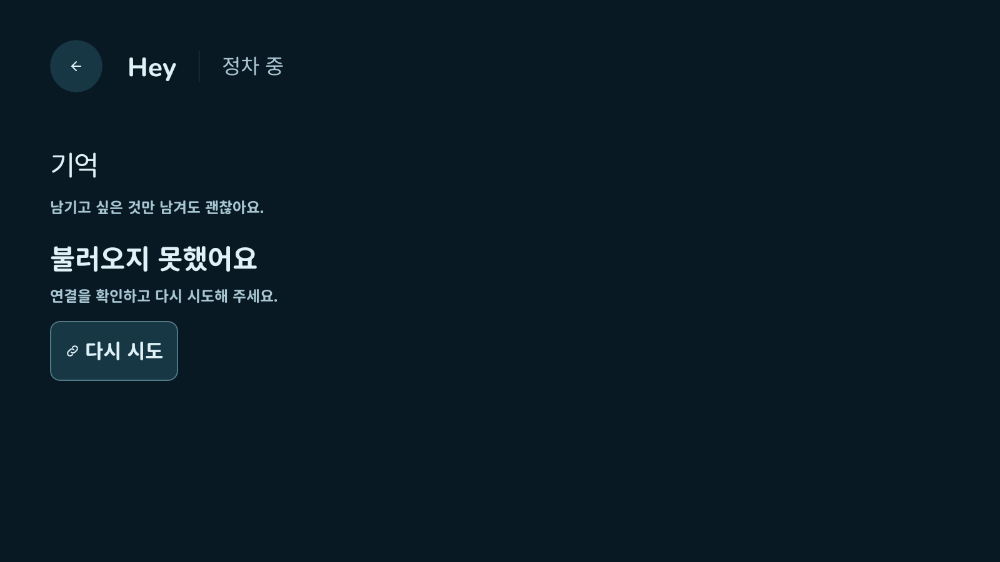 Hey
정차 중
기억
남기고 싶은 것만 남겨도 괜찮아요.
불러오지 못했어요
연결을 확인하고 다시 시도해 주세요.
다시 시도